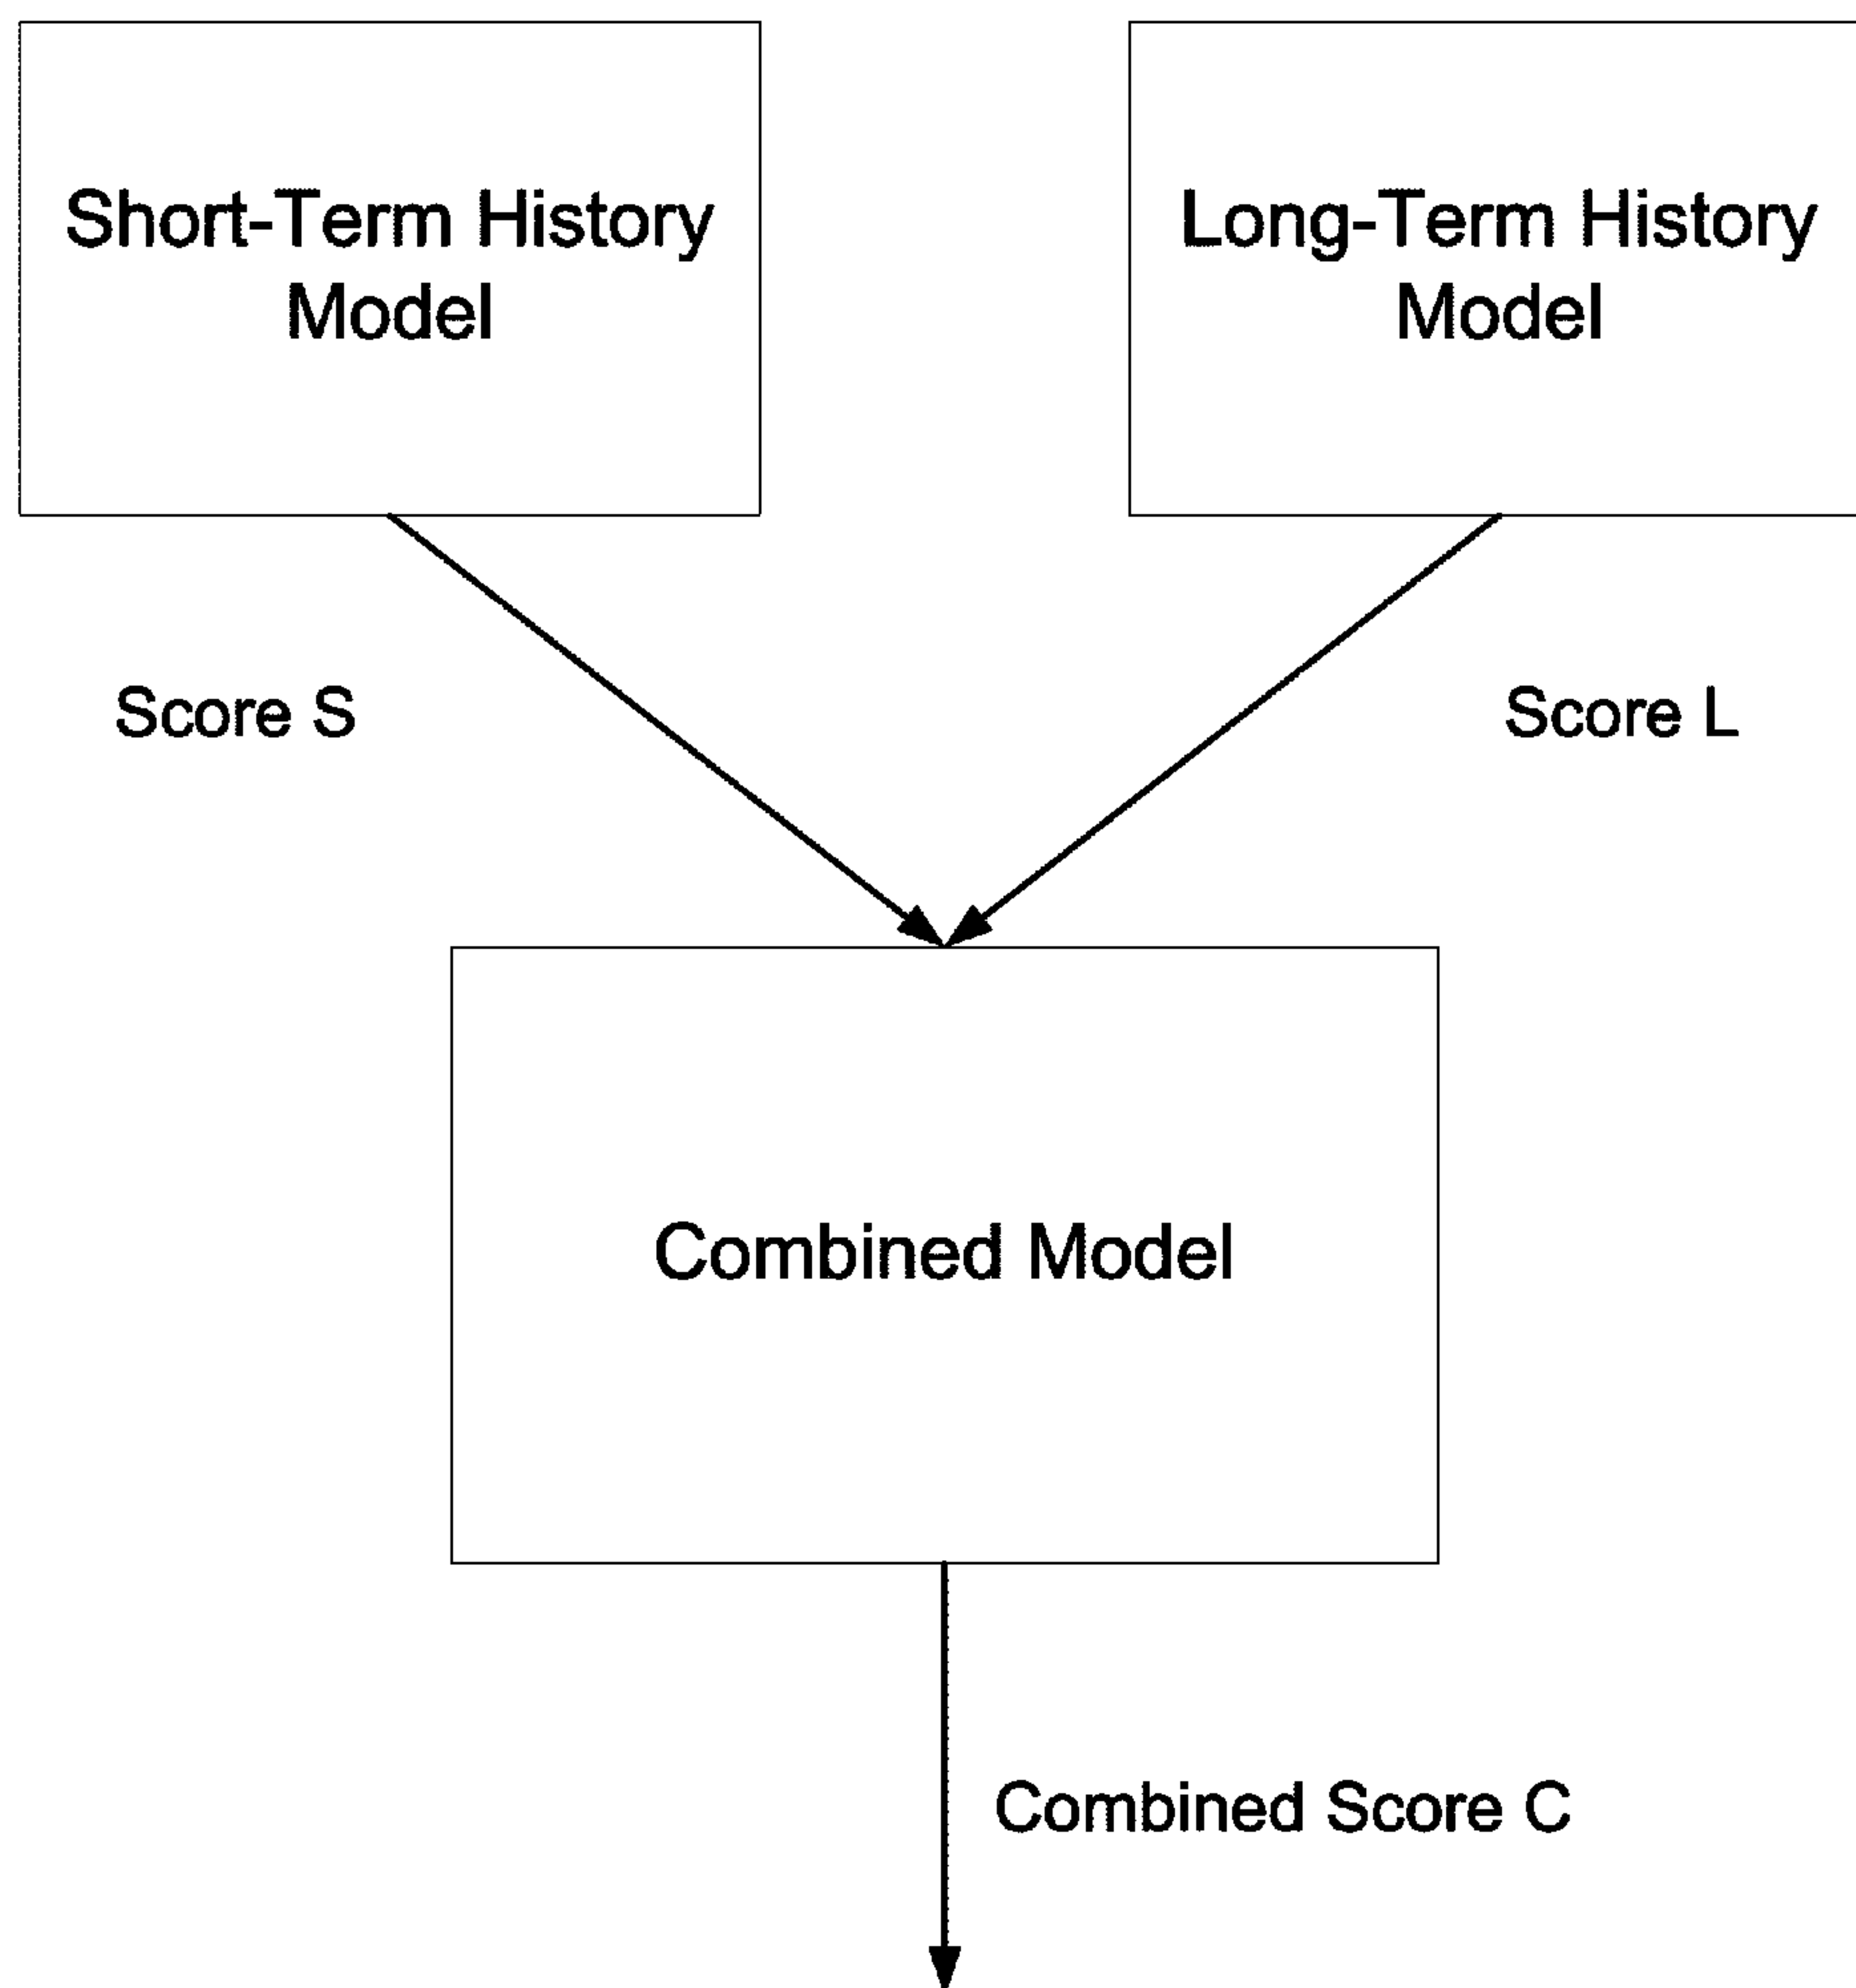 Short-Term History
Model
Long-Term History
Model
Score S
Score L
Combined Model
Combined Score C